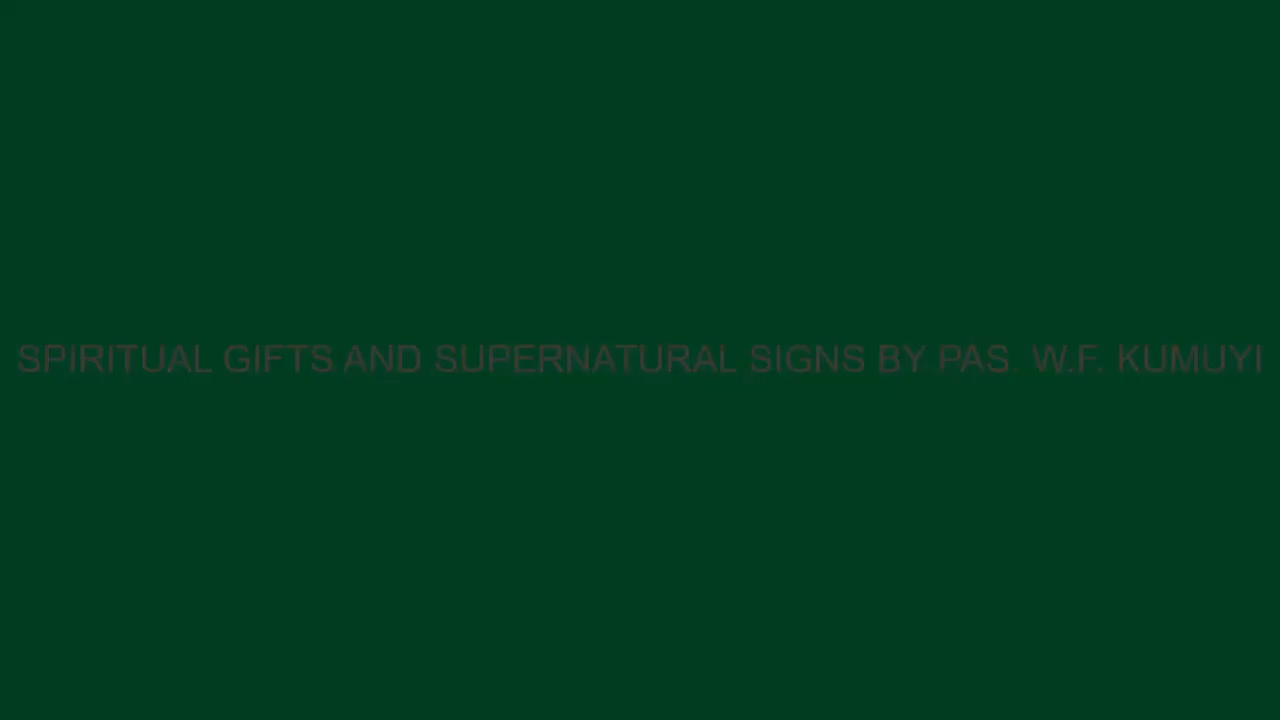 SPIRITUAL GIFTS AND SUPERNATURAL SIGNS BY PAS. W.F. KUMUYI